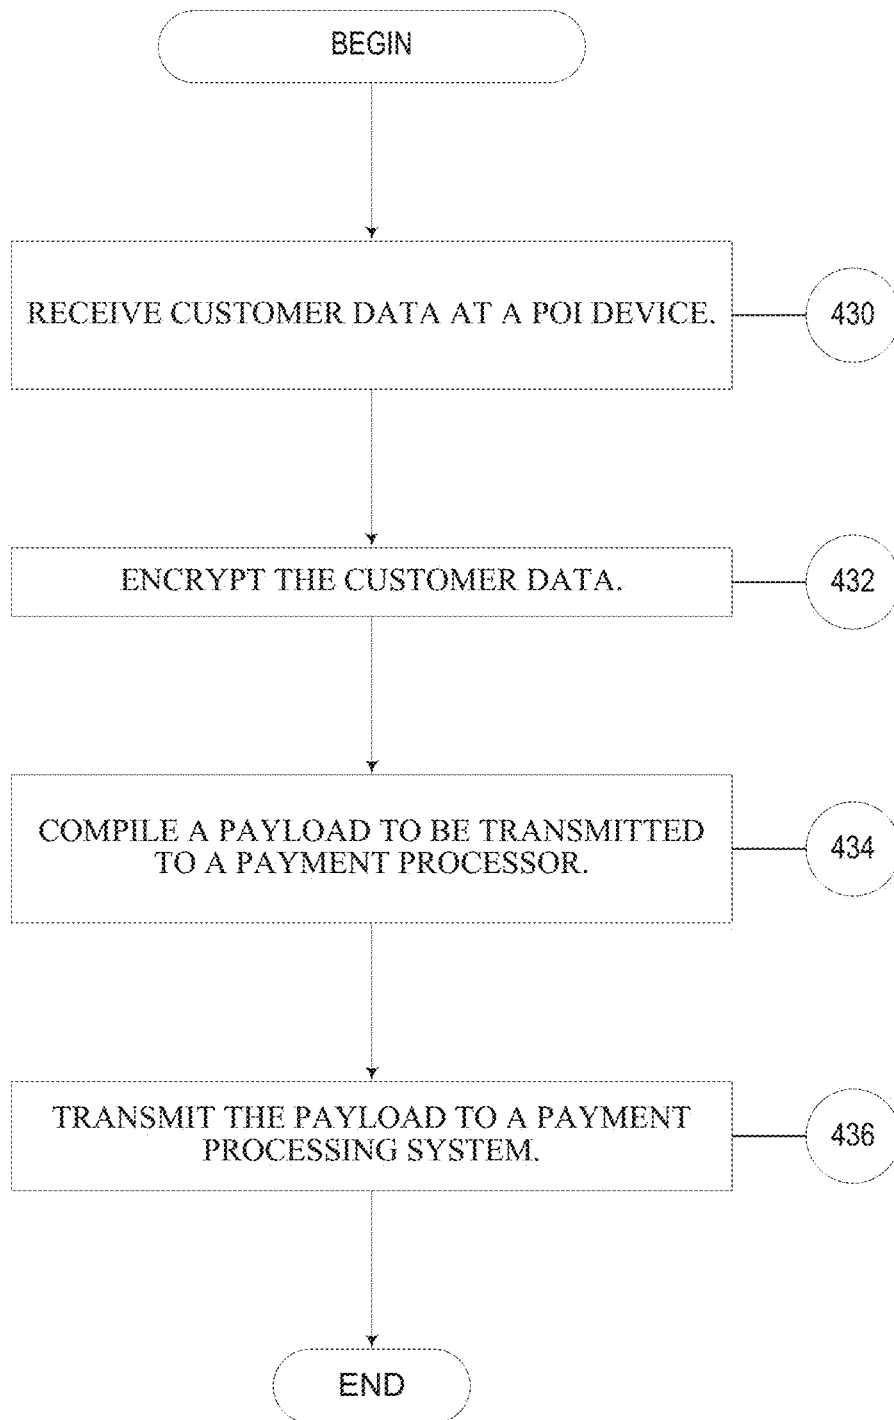 BEGIN
RECEIVE CUSTOMER DATA AT A POI DEVICE.
430
ENCRYPT THE CUSTOMER DATA.
432
COMPILE A PAYLOAD TO BE TRANSMITTED
TO A PAYMENT PROCESSOR.
434
TRANSMIT THE PAYLOAD TO A PAYMENT
PROCESSING SYSTEM.
436
END